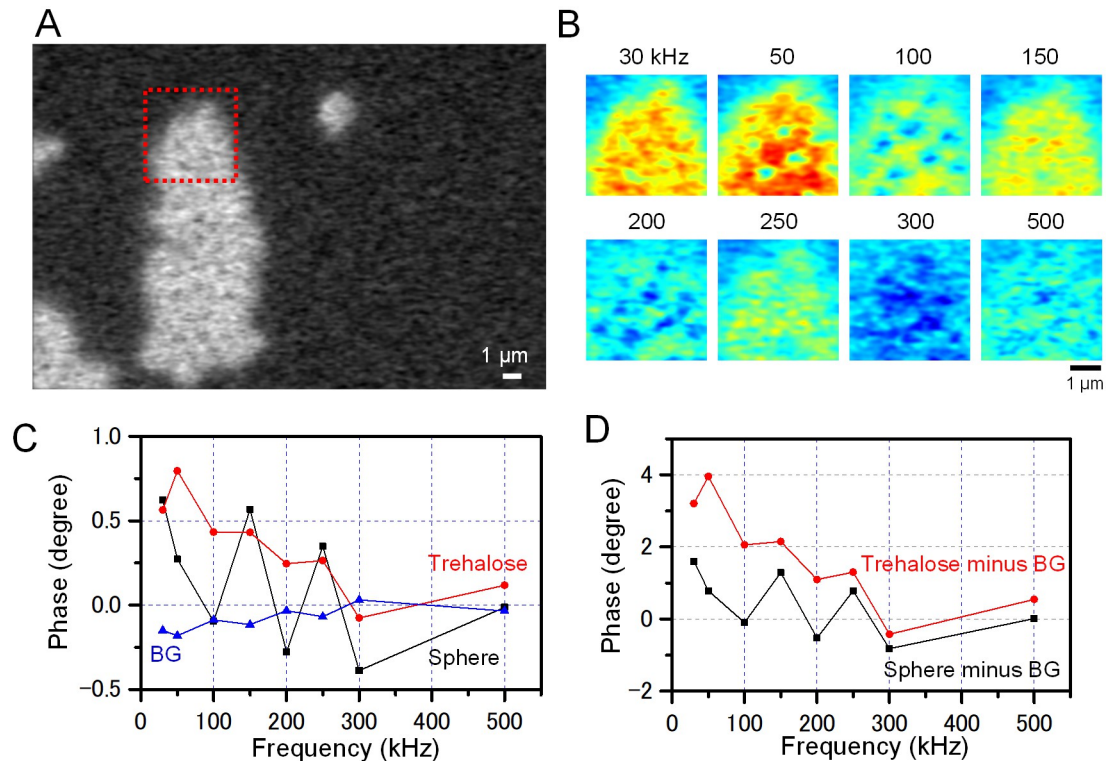 A
1 μm
B
30 kHz 50 100 150
200 250 300 500
1 μm
C
Phase (degree)
1.0
0.5
0.0
−0.5
Trehalose
BG
Sphere
0 100 200 300 400 500
Frequency (kHz)
D
Phase (degree)
4
2
0
−2
Trehalose minus BG
Sphere minus BG
0 100 200 300 400 500
Frequency (kHz)